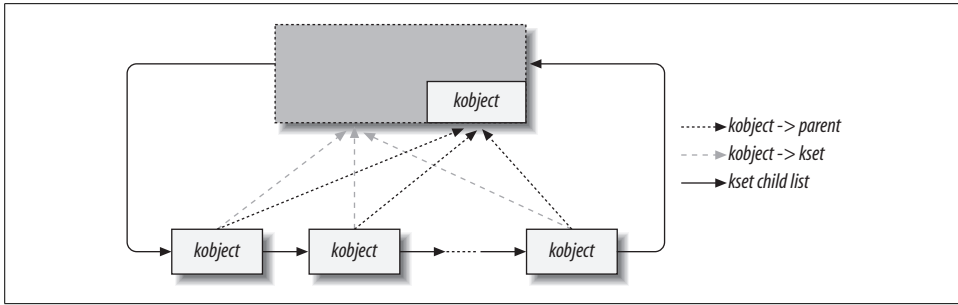 kobject
kobject -> parent
kobject -> kset
kset child list
kobject
kobject
kobject